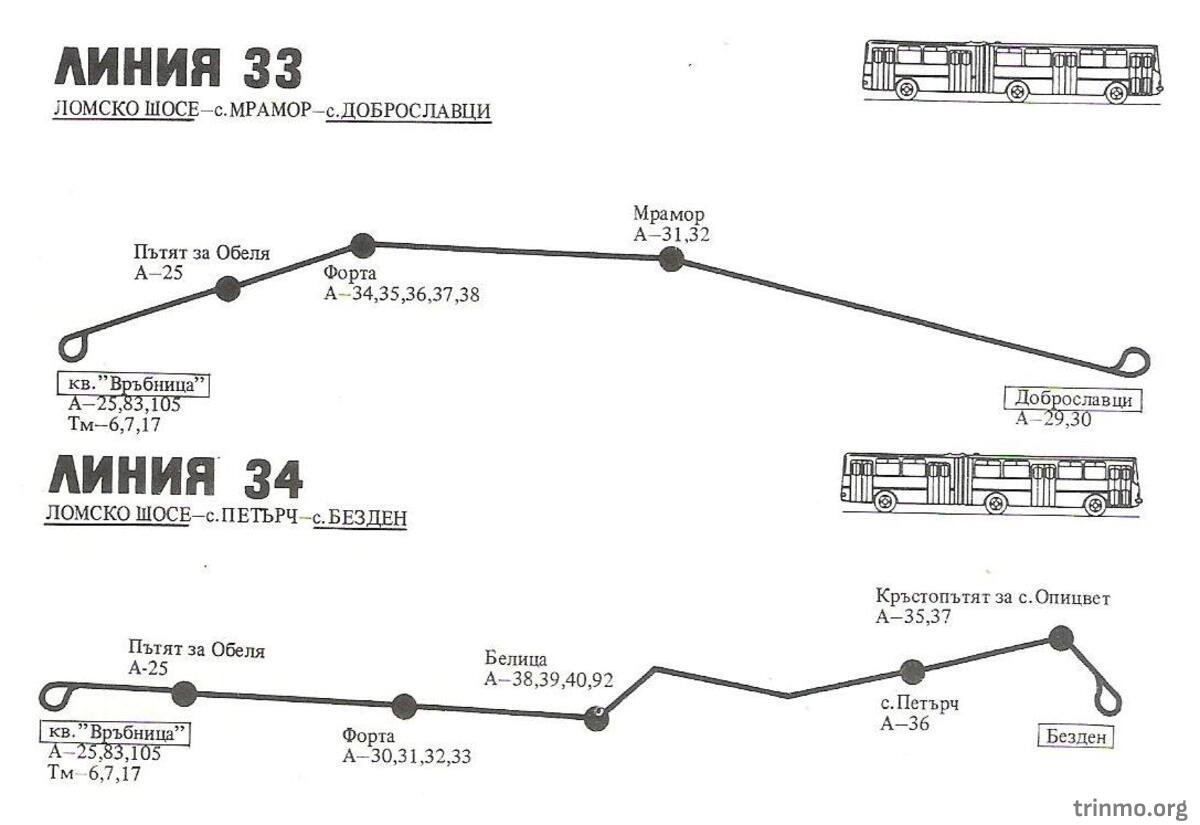 ЛИНИЯ 33
ЛОМСКО ШОСЕ–с.МРАМОР–с.ДОБРОСЛАВЦИ
Мрамор
А–31,32
Пътят за Обеля
А–25
Форта
А–34,35,36,37,38
кв."Връбница"
А–25,83,105
Тм–6,7,17
Доброславци
А–29,30
ЛИНИЯ 34
ЛОМСКО ШОСЕ–с.ПЕТЪРЧ–с.БЕЗДЕН
Кръстопътят за с.Опицвет
А–35,37
Пътят за Обеля
А-25
Белица
А–38,39,40,92
с.Петърч
А–36
кв."Връбница"
А–25,83,105
Тм–6,7,17
Форта
А–30,31,32,33
Безден
trinmo.org